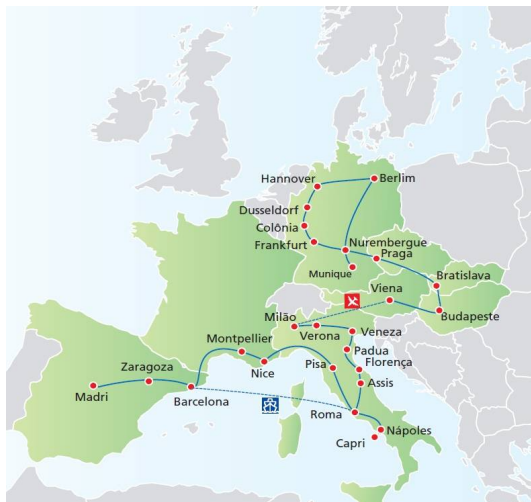 Hannover
Berlim
Dusseldorf
Colônia
Frankfurt
Nurembergue
Praga
Munique
Bratislava
Viena
Budapeste
Milão
Verona
Veneza
Montpellier
Padua
Nice
Pisa
Florença
Zaragoza
Assis
Madri
Barcelona
Roma
Nápoles
Capri